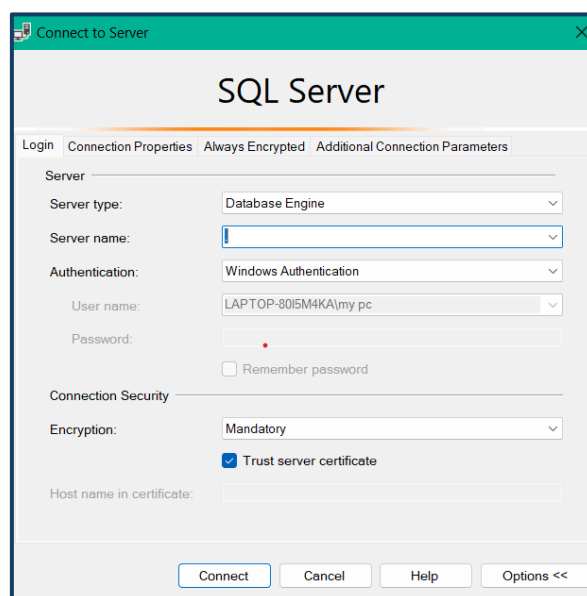 Connect to Server
SQL Server
Login Connection Properties Always Encrypted Additional Connection Parameters
Server
Server type: Database Engine
Server name:
Authentication: Windows Authentication
User name: LAPTOP-80I5M4KA\my pc
Password:
Remember password
Connection Security
Encryption: Mandatory
Trust server certificate
Host name in certificate:
Connect Cancel Help Options <<